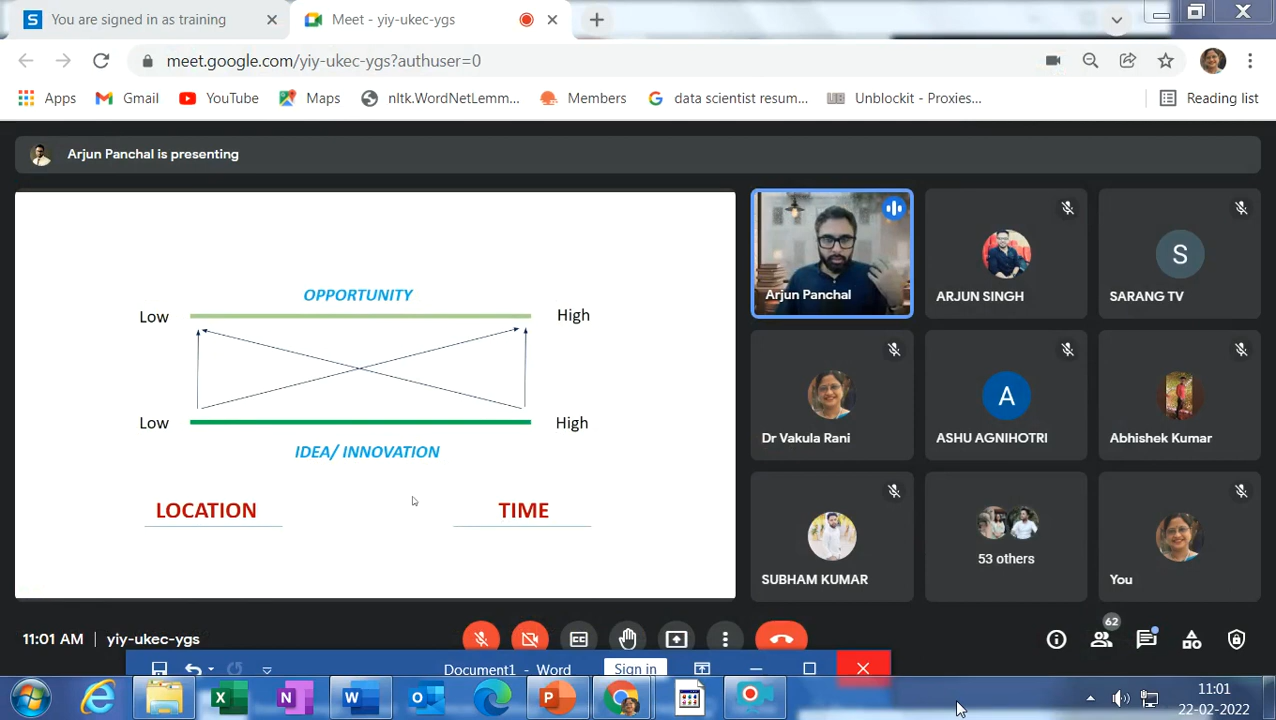 You are signed in as training
Meet - yiy-ukec-ygs
meet.google.com/yiy-ukec-ygs?authuser=0
Apps
Gmail
YouTube
Maps
nltk.WordNetLemm...
Members
data scientist resum...
UB
Unblockit - Proxies...
Reading list
Arjun Panchal is presenting
OPPORTUNITY
Low
High
Low
High
IDEA/ INNOVATION
LOCATION
TIME
Arjun Panchal
ARJUN SINGH
S
SARANG TV
Dr Vakula Rani
A
ASHU AGNIHOTRI
Abhishek Kumar
SUBHAM KUMAR
53 others
You
11:01 AM
yiy-ukec-ygs
CC
62
Document1 - Word
Sign in
11:01
22-02-2022